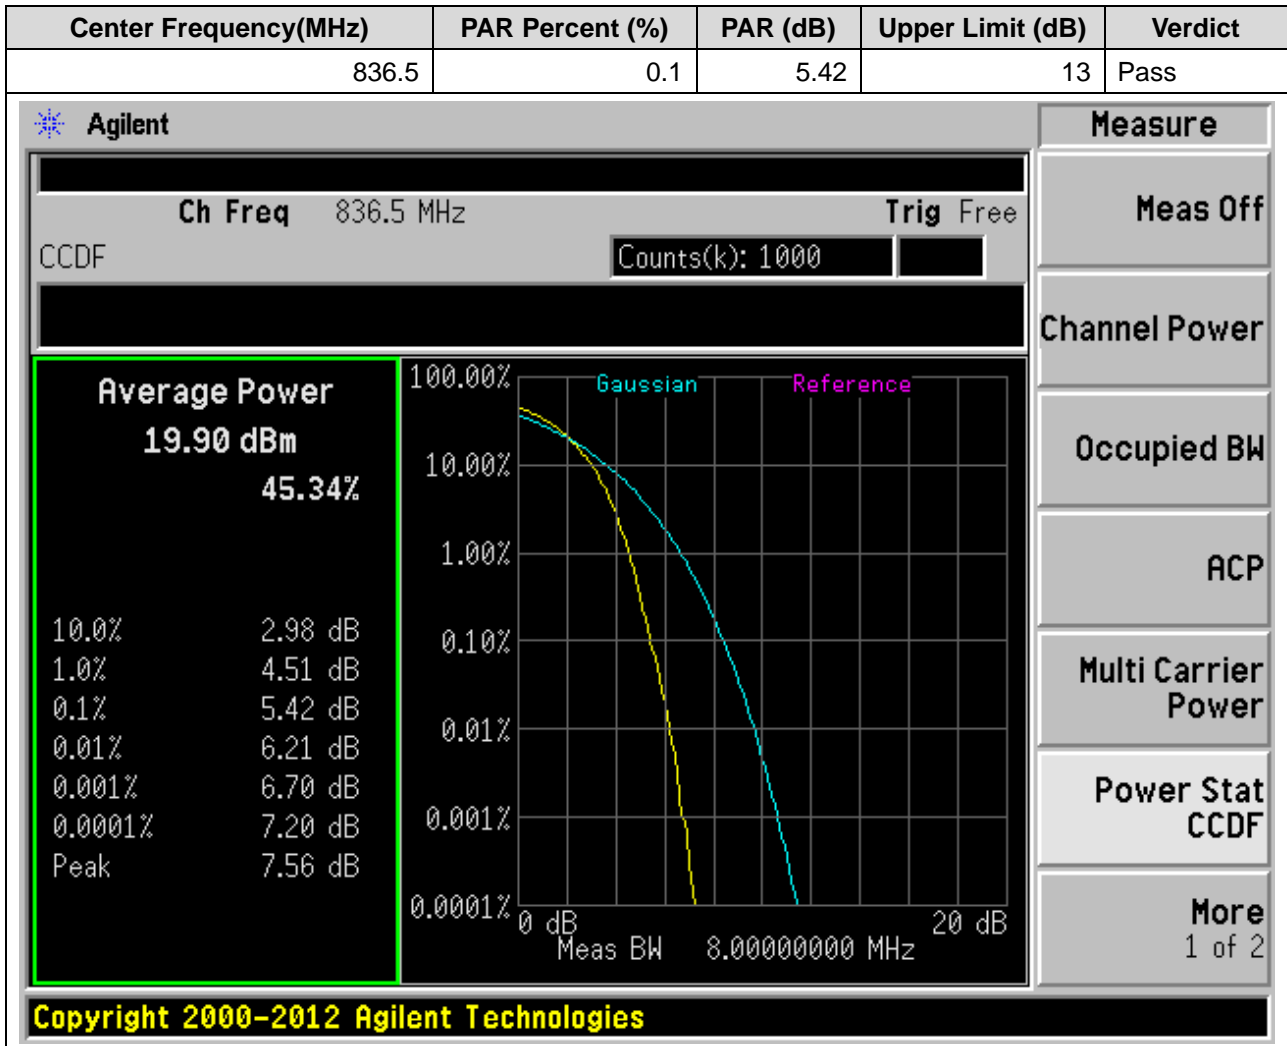 Center Frequency(MHz) PAR Percent (%) PAR (dB) Upper Limit (dB) Verdict
836.5 0.1 5.42 13 Pass
Agilent
Ch Freq 836.5 MHz Trig Free
CCDF Counts(k): 1000
Average Power
19.90 dBm
45.34%
10.0% 2.98 dB
1.0% 4.51 dB
0.1% 5.42 dB
0.01% 6.21 dB
0.001% 6.70 dB
0.0001% 7.20 dB
Peak 7.56 dB
Gaussian Reference
100.00%
10.00%
1.00%
0.10%
0.01%
0.001%
0.0001%
0 dB 20 dB
Meas BW 8.00000000 MHz
Measure
Meas Off
Channel Power
Occupied BW
ACP
Multi Carrier
Power
Power Stat
CCDF
More
1 of 2
Copyright 2000-2012 Agilent Technologies